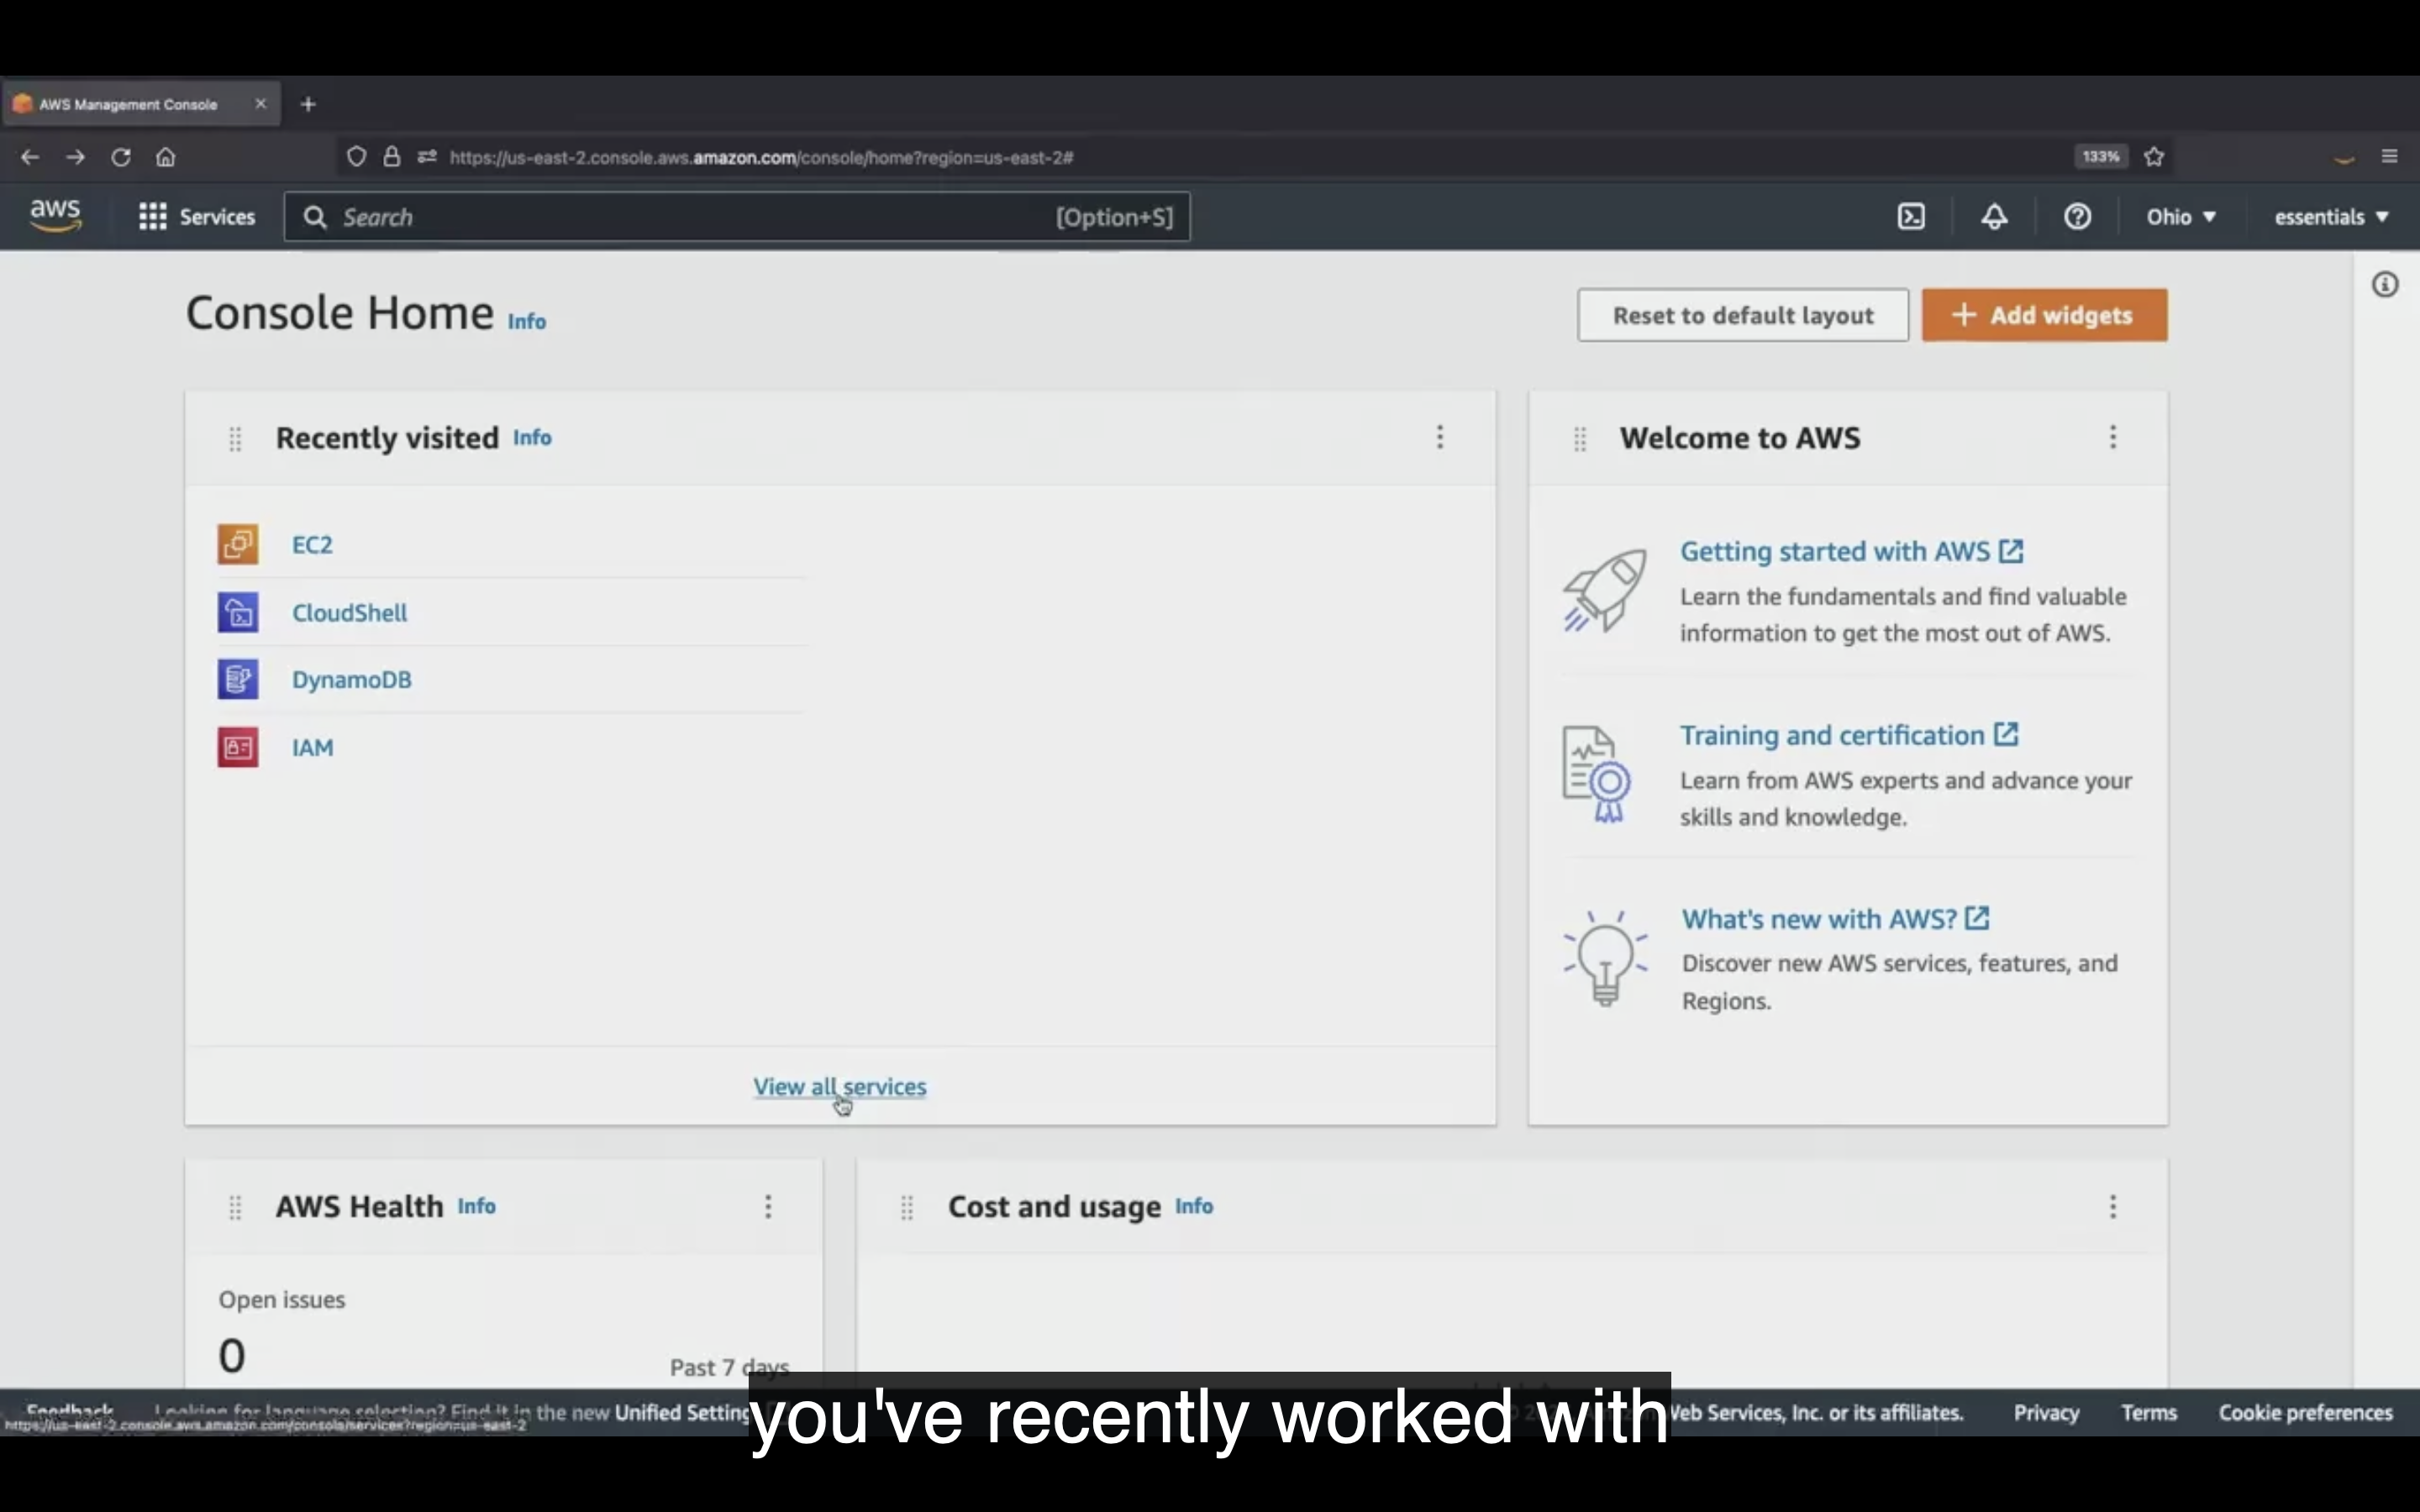 AWS Management Console
https://us-east-2.console.aws.amazon.com/console/home?region=us-east-2#
133%
aws
Services
Search
[Option+S]
Ohio
essentials
Console Home Info
Reset to default layout
Add widgets
Recently visited Info
EC2
CloudShell
DynamoDB
IAM
View all services
Welcome to AWS
Getting started with AWS
Learn the fundamentals and find valuable
information to get the most out of AWS.
Training and certification
Learn from AWS experts and advance your
skills and knowledge.
What's new with AWS?
Discover new AWS services, features, and
Regions.
AWS Health Info
Open issues
0
Past 7 days
Cost and usage Info
Feedback
Looking for language selection? Find it in the new Unified Setting
https://us-east-2.console.aws.amazon.com/console/services?region=us-east-2
you've recently worked with
Web Services, Inc. or its affiliates.
Privacy
Terms
Cookie preferences